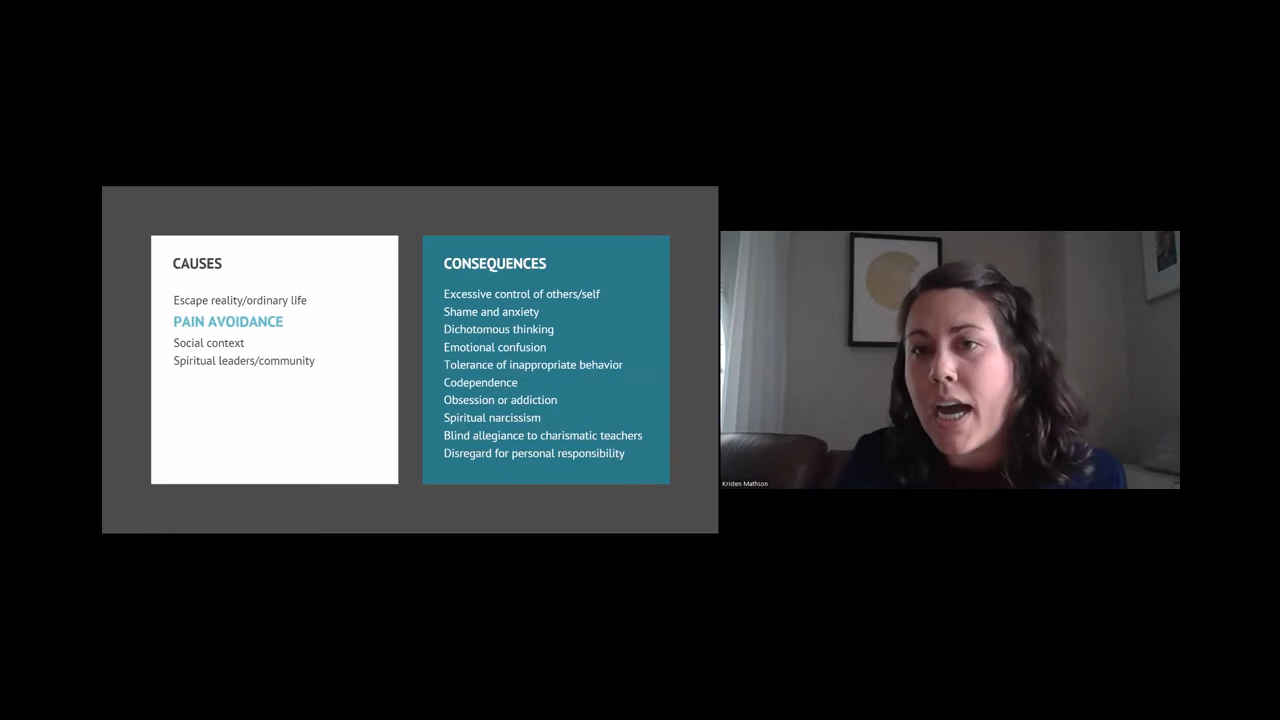 CAUSES
Escape reality/ordinary life
PAIN AVOIDANCE
Social context
Spiritual leaders/community
CONSEQUENCES
Excessive control of others/self
Shame and anxiety
Dichotomous thinking
Emotional confusion
Tolerance of inappropriate behavior
Codependence
Obsession or addiction
Spiritual narcissism
Blind allegiance to charismatic teachers
Disregard for personal responsibility
Kristen Mathson